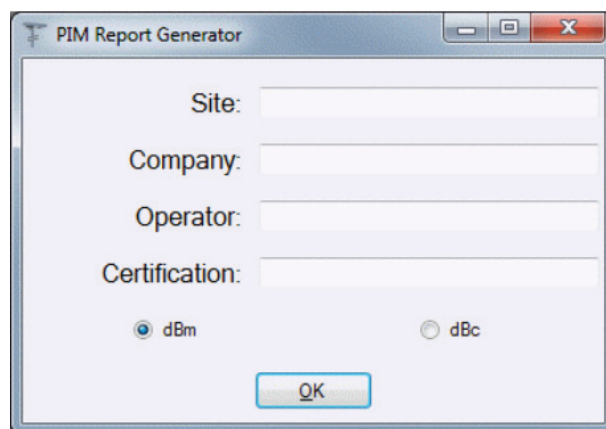 PIM Report Generator
Site:
Company:
Operator:
Certification:
dBm dBc
OK